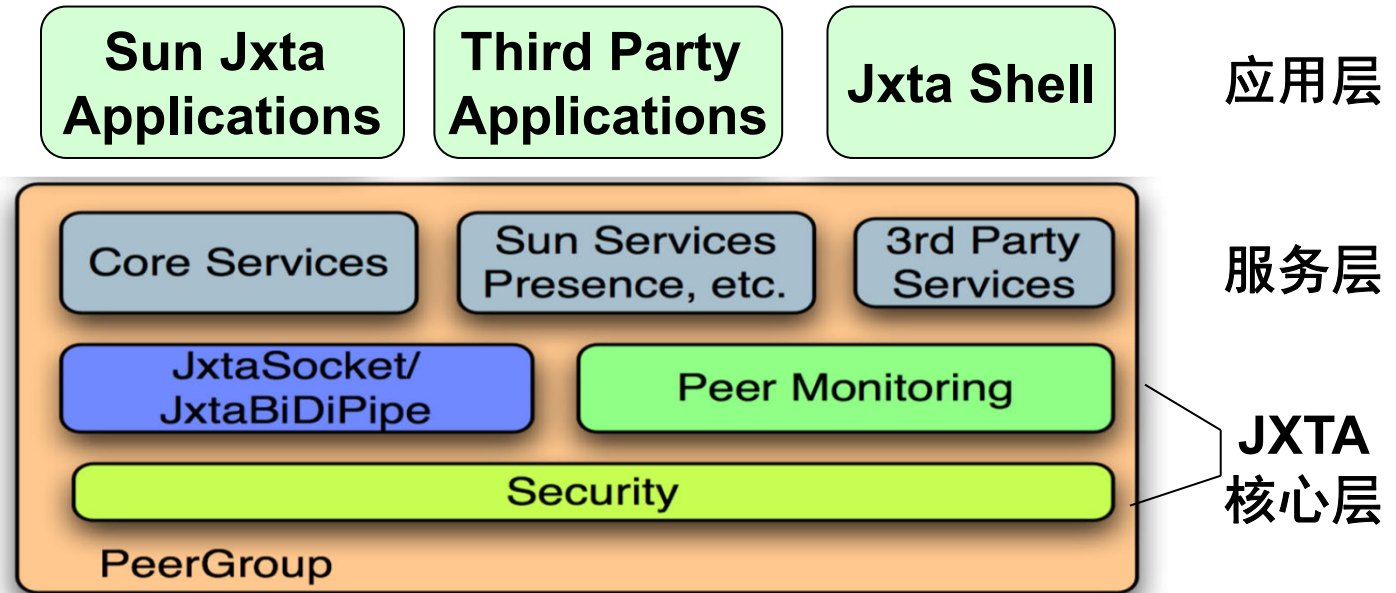 Sun Jxta
Applications
Third Party
Applications
Jxta Shell
应用层
Core Services
Sun Services
Presence, etc.
3rd Party
Services
服务层
JxtaSocket/
JxtaBiDiPipe
Peer Monitoring
JXTA
核心层
Security
PeerGroup